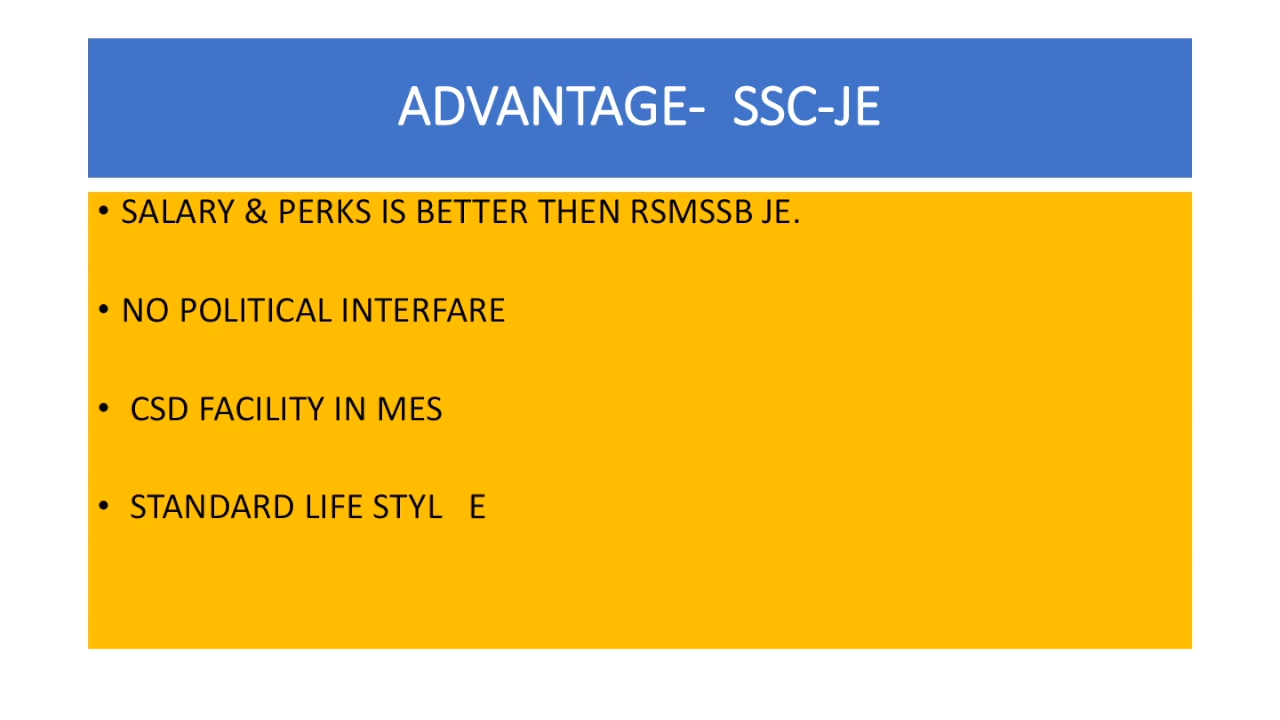 ADVANTAGE-  SSC-JE
• SALARY & PERKS IS BETTER THEN RSMSSB JE.
• NO POLITICAL INTERFARE
•  CSD FACILITY IN MES
•  STANDARD LIFE STYL   E